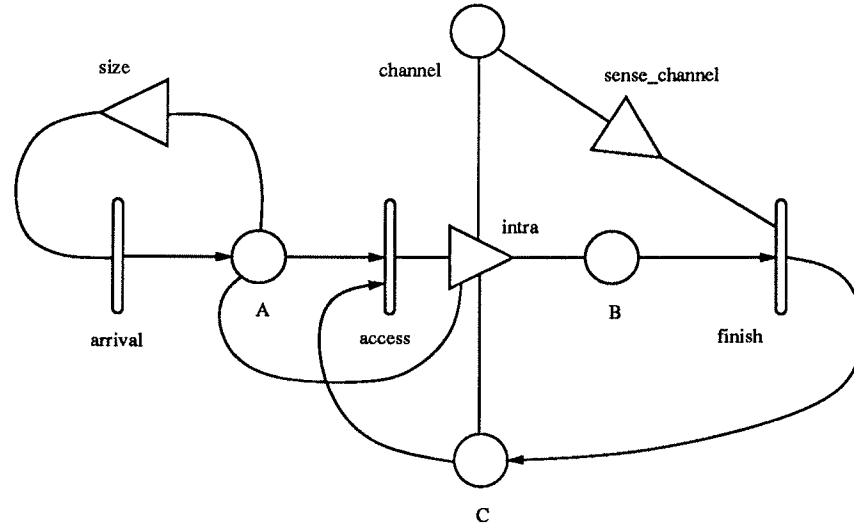 size
channel
sense_channel
intra
A
B
arrival
access
finish
C